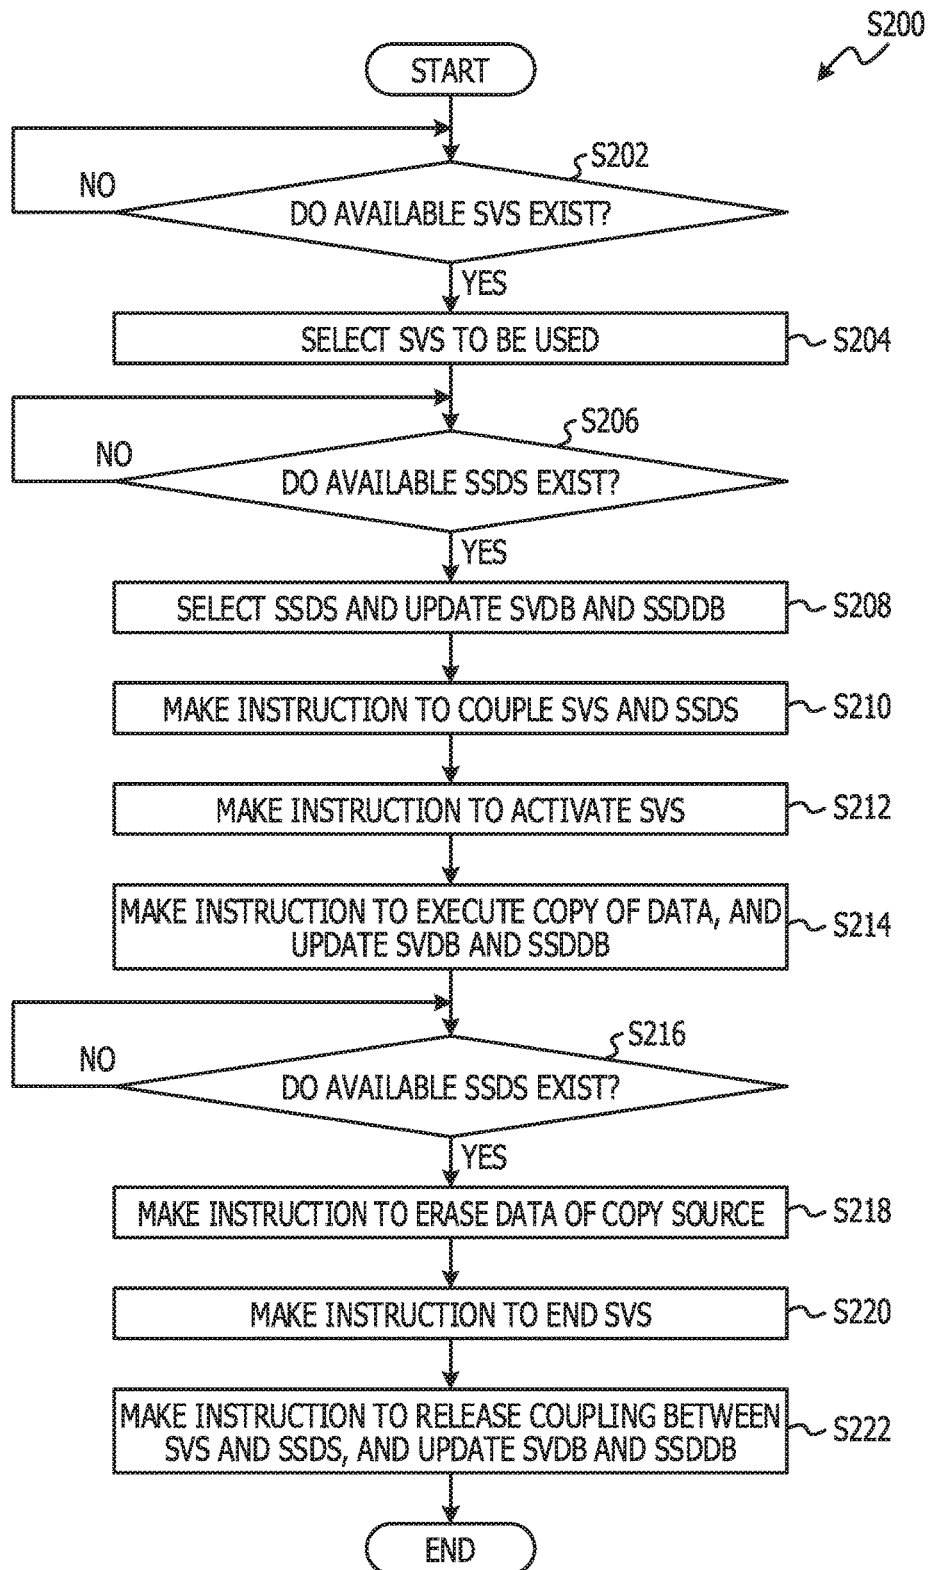 S200
START
S202
NO
DO AVAILABLE SVS EXIST?
YES
SELECT SVS TO BE USED
S204
S206
NO
DO AVAILABLE SSDS EXIST?
YES
SELECT SSDS AND UPDATE SVDB AND SSDDB
S208
MAKE INSTRUCTION TO COUPLE SVS AND SSDS
S210
MAKE INSTRUCTION TO ACTIVATE SVS
S212
MAKE INSTRUCTION TO EXECUTE COPY OF DATA, AND
UPDATE SVDB AND SSDDB
S214
S216
NO
DO AVAILABLE SSDS EXIST?
YES
MAKE INSTRUCTION TO ERASE DATA OF COPY SOURCE
S218
MAKE INSTRUCTION TO END SVS
S220
MAKE INSTRUCTION TO RELEASE COUPLING BETWEEN
SVS AND SSDS, AND UPDATE SVDB AND SSDDB
S222
END